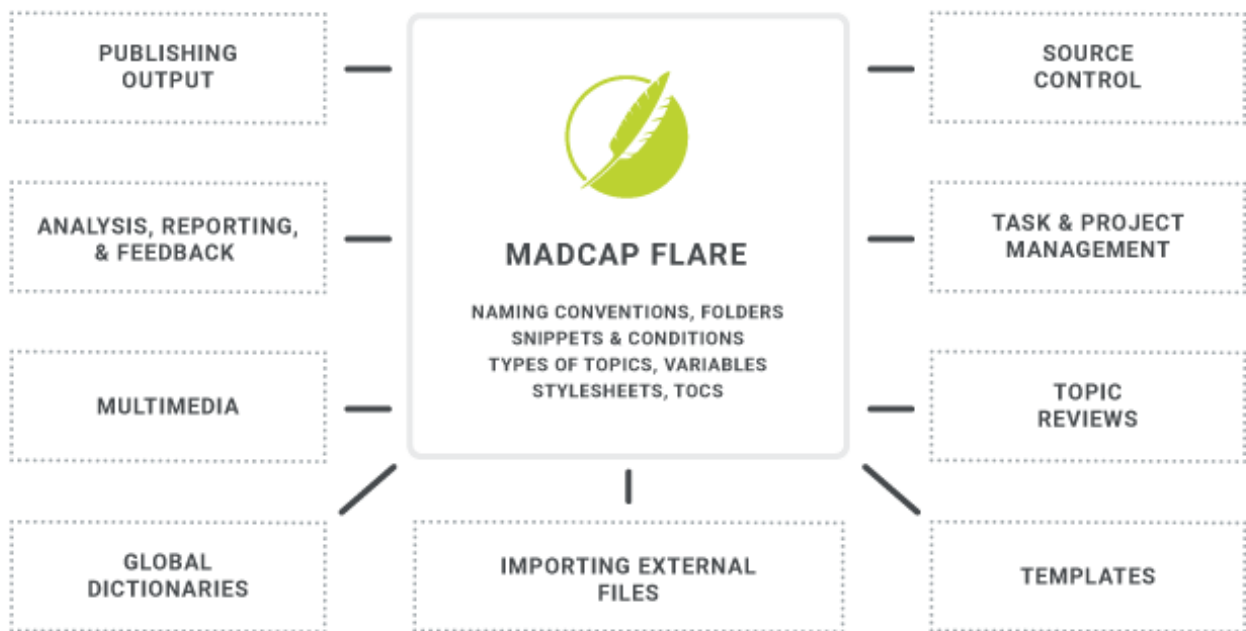 PUBLISHING
OUTPUT
ANALYSIS, REPORTING,
& FEEDBACK
MULTIMEDIA
GLOBAL
DICTIONARIES
MADCAP FLARE
NAMING CONVENTIONS, FOLDERS
SNIPPETS & CONDITIONS
TYPES OF TOPICS, VARIABLES
STYLESHEETS, TOCS
IMPORTING EXTERNAL
FILES
SOURCE
CONTROL
TASK & PROJECT
MANAGEMENT
TOPIC
REVIEWS
TEMPLATES